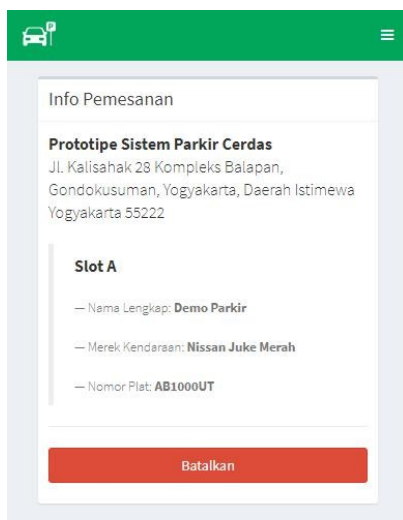 P
Info Pemesanan
Prototipe Sistem Parkir Cerdas
Jl. Kalisahak 28 Kompleks Balapan,
Gondokusuman, Yogyakarta, Daerah Istimewa
Yogyakarta 55222
Slot A
— Nama Lengkap: Demo Parkir
— Merek Kendaraan: Nissan Juke Merah
— Nomor Plat: AB1000UT
Batalkan